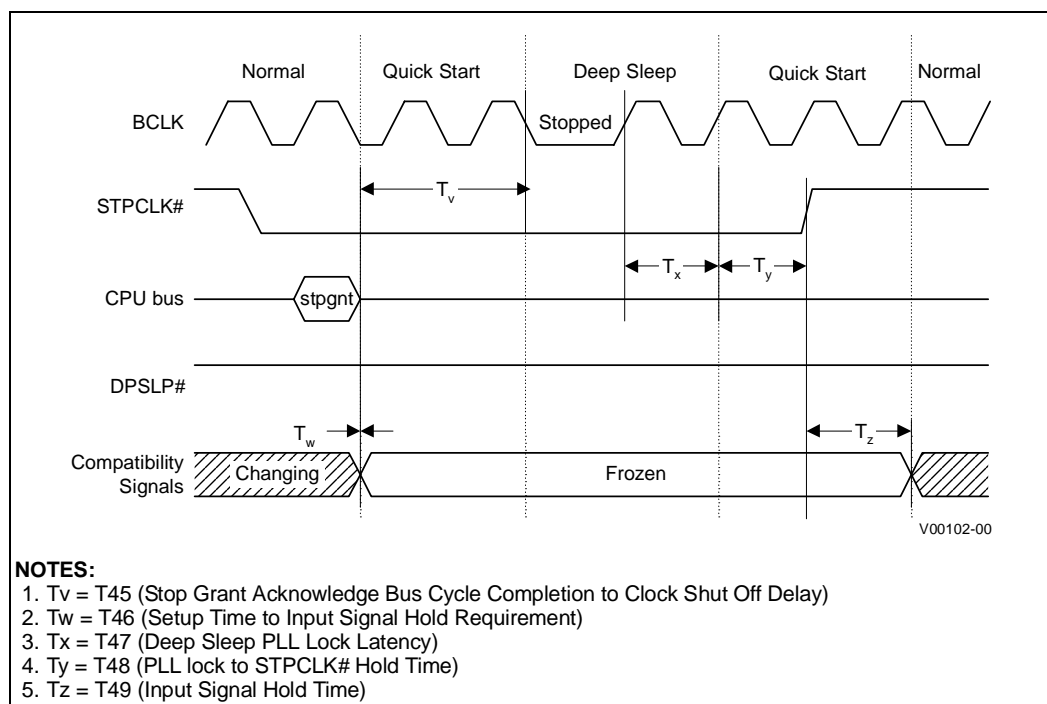 Normal Quick Start Deep Sleep Quick Start Normal
BCLK
Stopped
STPCLK#
Tv
Tx Ty
CPU bus
stpgnt
DPSLP#
Tw
Tz
Compatibility
Signals
Changing
Frozen
V00102-00
NOTES:
1. Tv = T45 (Stop Grant Acknowledge Bus Cycle Completion to Clock Shut Off Delay)
2. Tw = T46 (Setup Time to Input Signal Hold Requirement)
3. Tx = T47 (Deep Sleep PLL Lock Latency)
4. Ty = T48 (PLL lock to STPCLK# Hold Time)
5. Tz = T49 (Input Signal Hold Time)